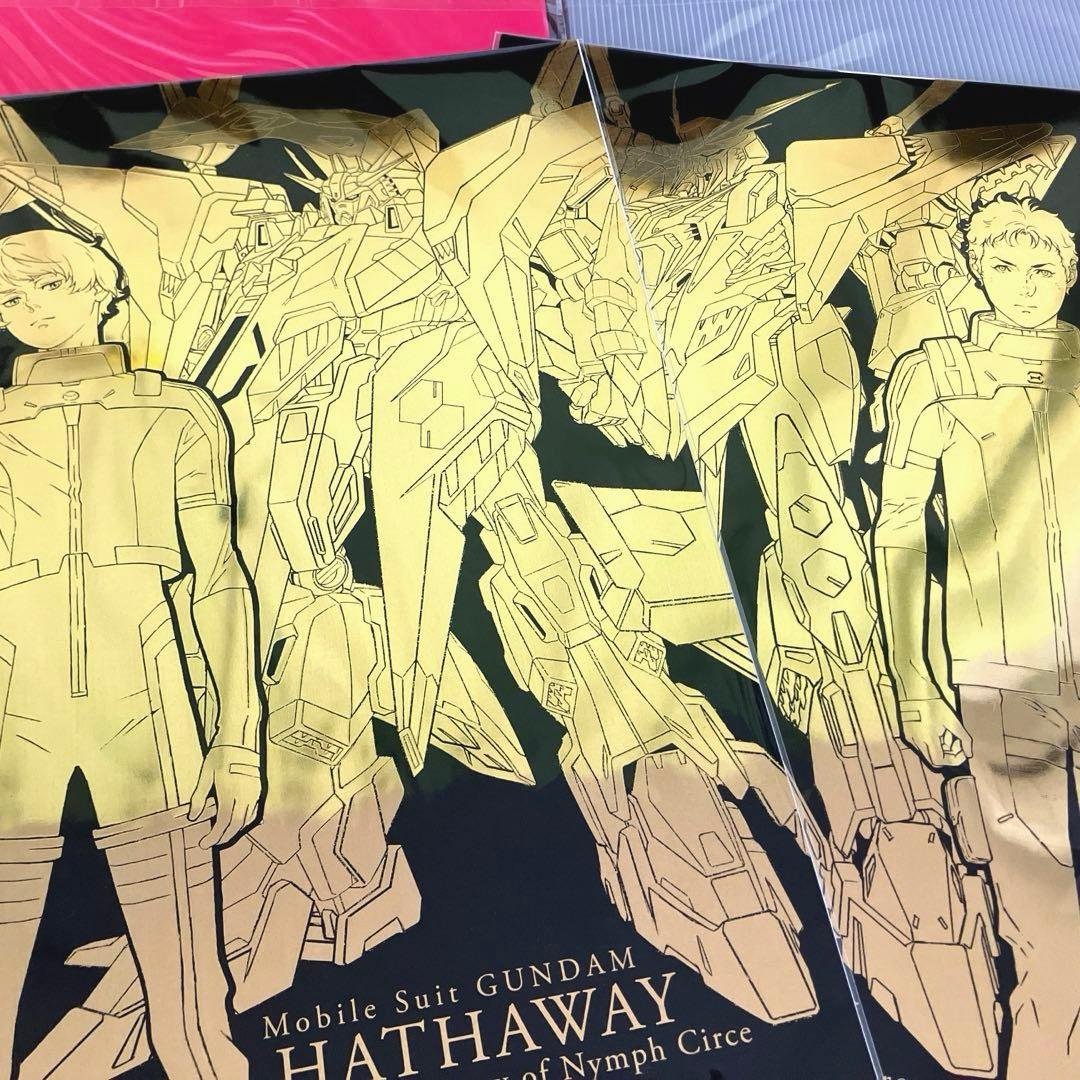 Mobile Suit GUNDAM
HATHAWAY
of Nymph Circe